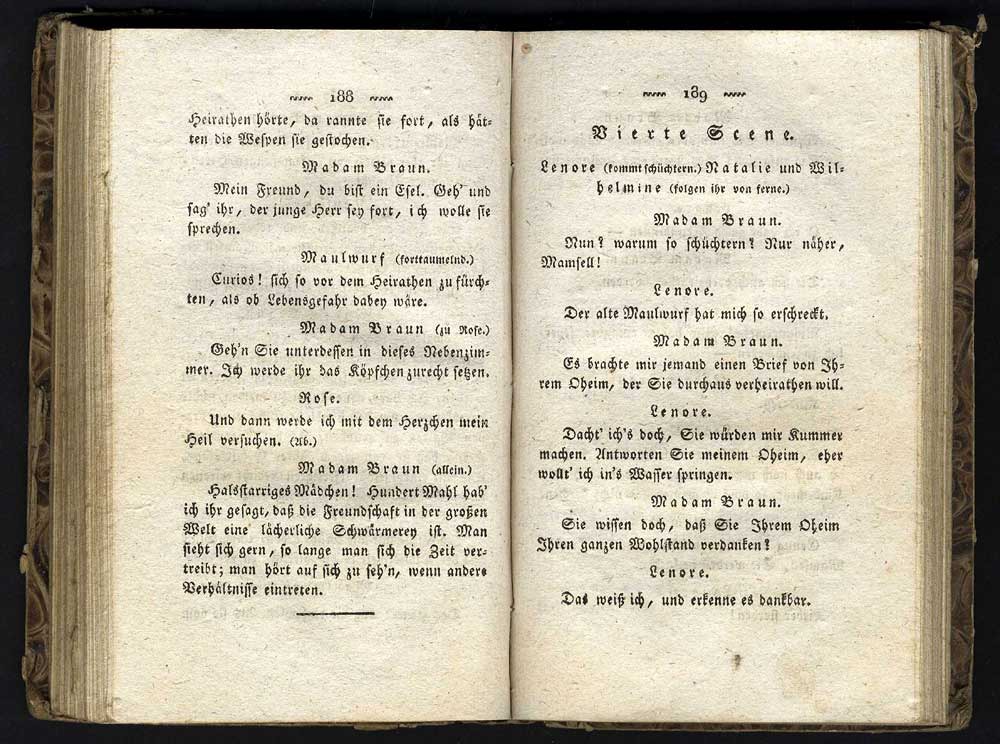 188
Heirathen hörte, da rannte sie fort, als hät-
ten die Wespen sie gestochen.
Madam Braun.
Mein Freund, du bist ein Esel. Geh' und
sag' ihr, der junge Herr sey fort, ich wolle sie
sprechen.
Maulwurf (forttaumelnd.)
Curios! sich so vor dem Heirathen zu fürch-
ten, als ob Lebensgefahr dabey wäre.
Madam Braun (zu Rose.)
Geh'n Sie unterdessen in dieses Nebenzim-
mer. Ich werde ihr das Köpfchen zurecht setzen.
Rose.
Und dann werde ich mit dem Herzchen mein
Heil versuchen. (Ab.)
Madam Braun (allein.)
Halsstarriges Mädchen! Hundert Mahl hab'
ich ihr gesagt, daß die Freundschaft in der großen
Welt eine lächerliche Schwärmerey ist. Man
sieht sich gern, so lange man sich die Zeit ver-
treibt; man hört auf sich zu seh'n, wenn andere
Verhältnisse eintreten.
189
Vierte Scene.
Lenore (kommt schüchtern.) Natalie und Wil-
helmine (folgen ihr von ferne.)
Madam Braun.
Nun? warum so schüchtern? Nur näher,
Mamsell!
Lenore.
Der alte Maulwurf hat mich so erschreckt.
Madam Braun.
Es brachte mir jemand einen Brief von Ih-
rem Oheim, der Sie durchaus verheirathen will.
Lenore.
Dacht' ich's doch, Sie würden mir Kummer
machen. Antworten Sie meinem Oheim, eher
wollt' ich in's Wasser springen.
Madam Braun.
Sie wissen doch, daß Sie Ihrem Oheim
Ihren ganzen Wohlstand verdanken?
Lenore.
Das weiß ich, und erkenne es dankbar.